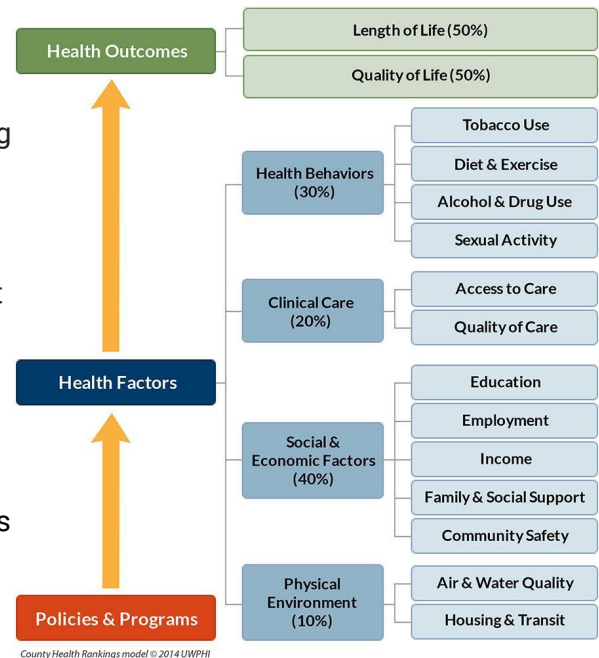 Health Outcomes
Length of Life (50%)
Quality of Life (50%)
g
t
Health Factors
Health Behaviors
(30%)
Tobacco Use
Diet & Exercise
Alcohol & Drug Use
Sexual Activity
Clinical Care
(20%)
Access to Care
Quality of Care
Social &
Economic Factors
(40%)
Education
Employment
Income
Family & Social Support
Community Safety
s
Physical
Environment
(10%)
Air & Water Quality
Housing & Transit
Policies & Programs
County Health Rankings model © 2014 UWPHI